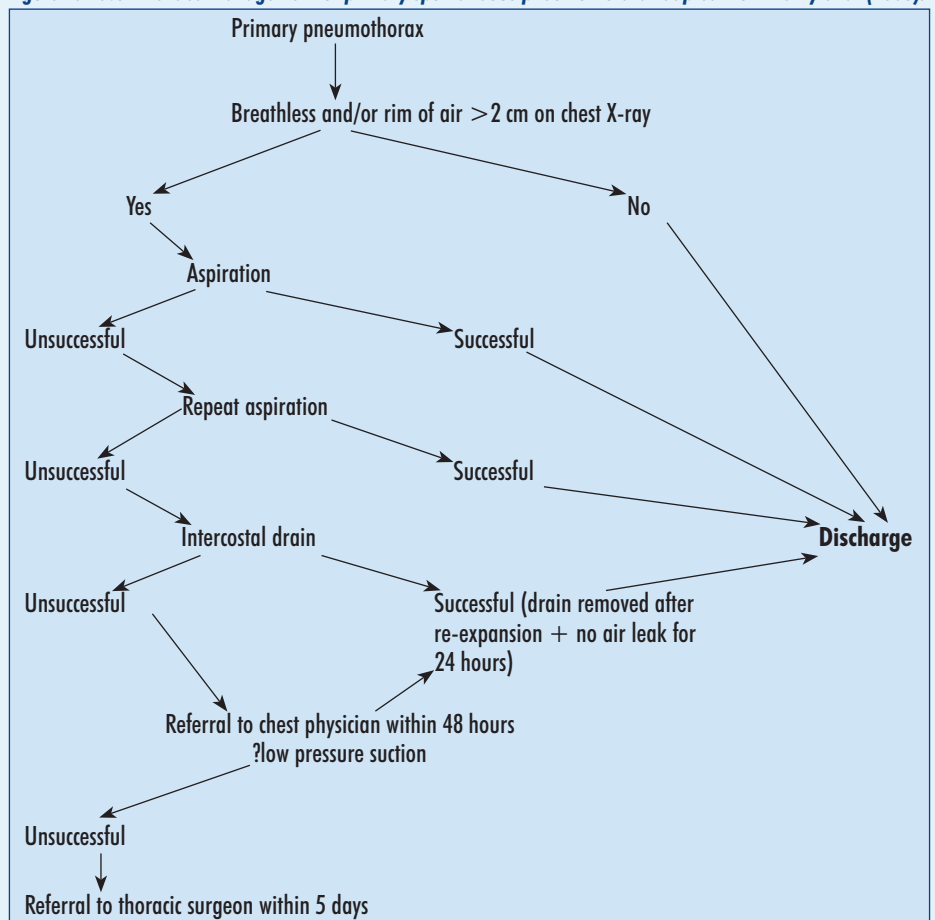 Primary pneumothorax
Breathless and/or rim of air >2 cm on chest X-ray
Yes
No
Aspiration
Unsuccessful
Successful
Repeat aspiration
Unsuccessful
Successful
Intercostal drain
Discharge
Unsuccessful
Successful (drain removed after
re-expansion + no air leak for
24 hours)
Referral to chest physician within 48 hours
?low pressure suction
Unsuccessful
Referral to thoracic surgeon within 5 days